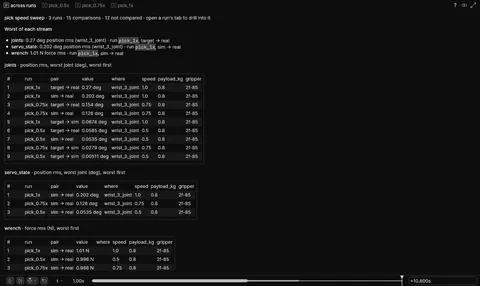 across runs pick_0.5x pick_0.75x pick_1x
pick speed sweep · 3 runs · 15 comparisons · 12 not compared · open a run's tab to drill into it
Worst of each stream
• joints: 0.27 deg position rms (wrist_3_joint) · run pick_1x, target → real
• servo_state: 0.202 deg position rms (wrist_3_joint) · run pick_1x, sim → real
• wrench: 1.01 N force rms · run pick_1x, sim → real
joints · position rms, worst joint (deg), worst first
# run pair value where speed payload_kg gripper
1 pick_1x target → real 0.27 deg wrist_3_joint 1.0 0.8 2f-85
2 pick_1x sim → real 0.202 deg wrist_3_joint 1.0 0.8 2f-85
3 pick_0.75x target → real 0.154 deg wrist_3_joint 0.75 0.8 2f-85
4 pick_0.75x sim → real 0.126 deg wrist_3_joint 0.75 0.8 2f-85
5 pick_1x target → sim 0.0674 deg wrist_3_joint 1.0 0.8 2f-85
6 pick_0.5x target → real 0.0585 deg wrist_3_joint 0.5 0.8 2f-85
7 pick_0.5x sim → real 0.0535 deg wrist_3_joint 0.5 0.8 2f-85
8 pick_0.75x target → sim 0.0279 deg wrist_3_joint 0.75 0.8 2f-85
9 pick_0.5x target → sim 0.00511 deg wrist_3_joint 0.5 0.8 2f-85
servo_state · position rms, worst joint (deg), worst first
# run pair value where speed payload_kg gripper
1 pick_1x sim → real 0.202 deg wrist_3_joint 1.0 0.8 2f-85
2 pick_0.75x sim → real 0.126 deg wrist_3_joint 0.75 0.8 2f-85
3 pick_0.5x sim → real 0.0535 deg wrist_3_joint 0.5 0.8 2f-85
wrench · force rms (N), worst first
# run pair value where speed payload_kg gripper
1 pick_1x sim → real 1.01 N 1.0 0.8 2f-85
2 pick_0.5x sim → real 0.996 N 0.5 0.8 2f-85
3 pick_0.75x sim → real 0.988 N 0.75 0.8 2f-85
1.00x +10.600s